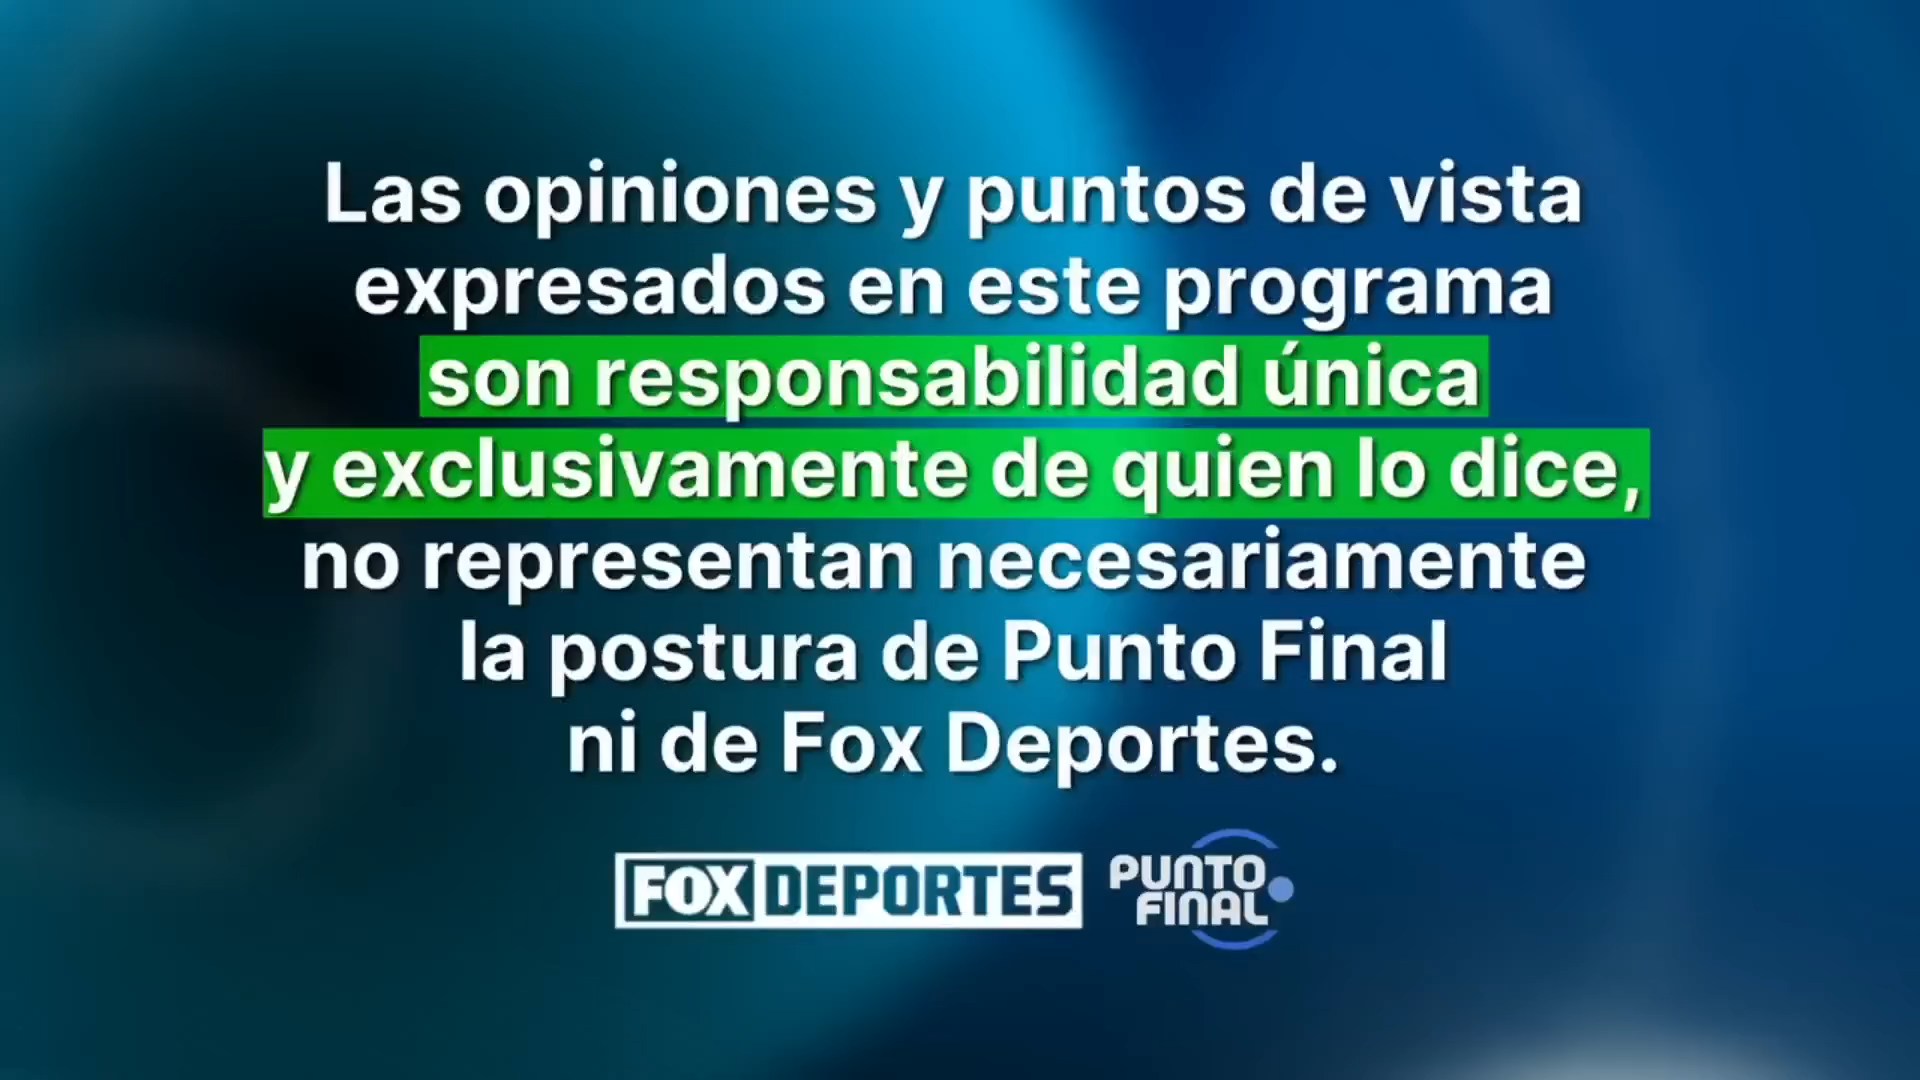 Las opiniones y puntos de vista
expresados en este programa
son responsabilidad única
y exclusivamente de quien lo dice,
no representan necesariamente
la postura de Punto Final
ni de Fox Deportes.
FOX DEPORTES
PUNTO
FINAL